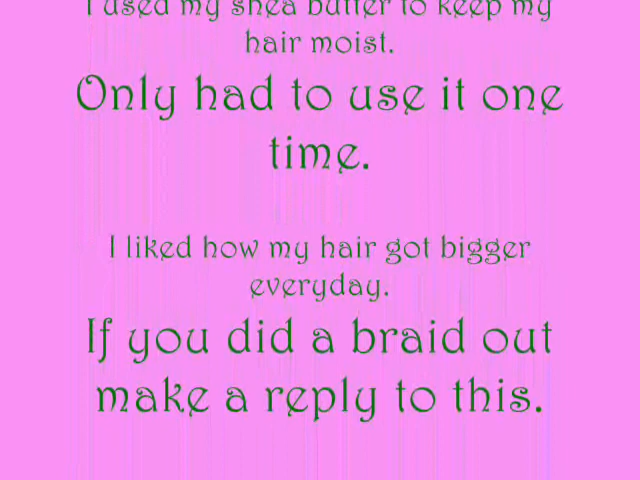 I used my shea butter to keep my
hair moist.
Only had to use it one
time.
I liked how my hair got bigger
everyday.
If you did a braid out
make a reply to this.